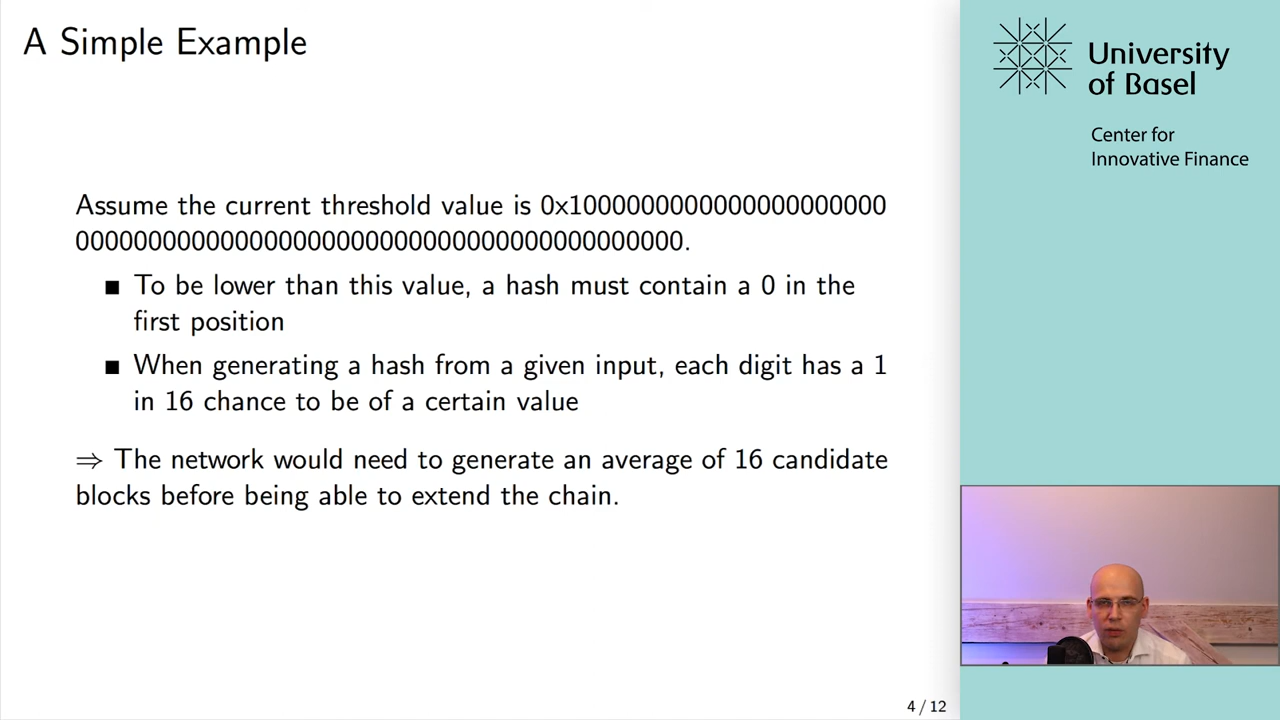 A Simple Example
Assume the current threshold value is 0x1000000000000000000000
000000000000000000000000000000000000000000.
■ To be lower than this value, a hash must contain a 0 in the
first position
■ When generating a hash from a given input, each digit has a 1
in 16 chance to be of a certain value
⇒ The network would need to generate an average of 16 candidate
blocks before being able to extend the chain.
4 / 12
University
of Basel
Center for
Innovative Finance